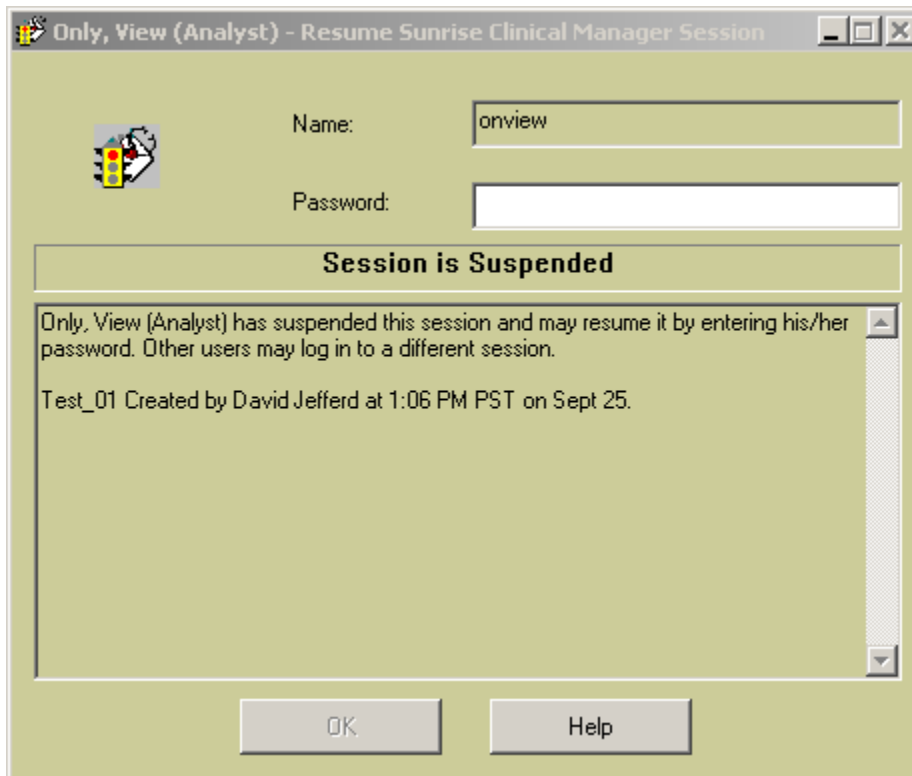 Only, View (Analyst) - Resume Sunrise Clinical Manager Session
Name:
onview
Password:
Session is Suspended
Only, View (Analyst) has suspended this session and may resume it by entering his/her
password. Other users may log in to a different session.
Test_01 Created by David Jefferd at 1:06 PM PST on Sept 25.
OK
Help